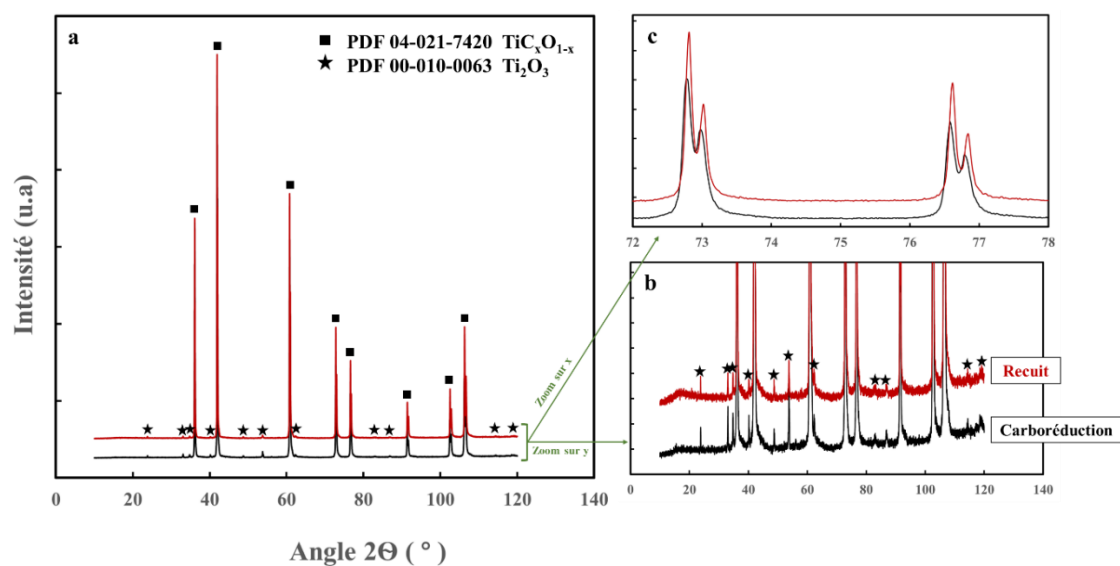 a
■ PDF 04-021-7420 TiCₓO₁₋ₓ
★ PDF 00-010-0063 Ti₂O₃
Intensité (u.a)
0 20 40 60 80 100 120 140
Angle 2Θ ( ° )
Zoom sur x
Zoom sur y
c
72 73 74 75 76 77 78
b
Recuit
Carboréduction
0 20 40 60 80 100 120 140